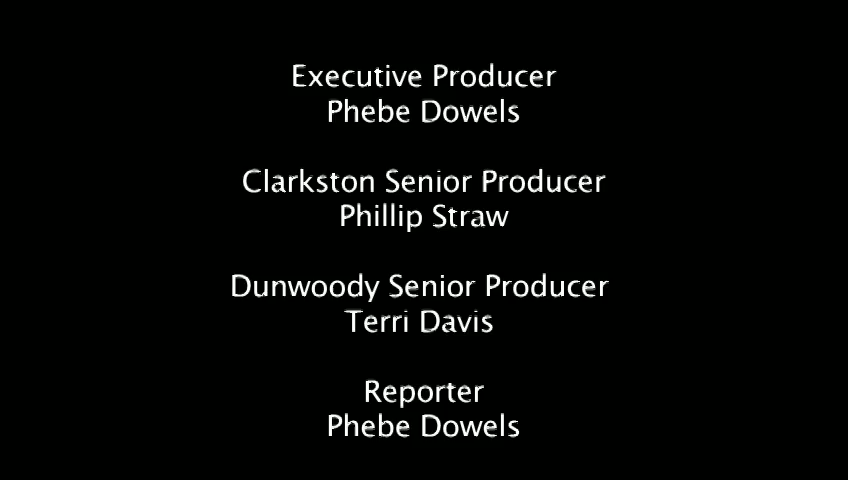 Executive Producer
Phebe Dowels
Clarkston Senior Producer
Phillip Straw
Dunwoody Senior Producer
Terri Davis
Reporter
Phebe Dowels